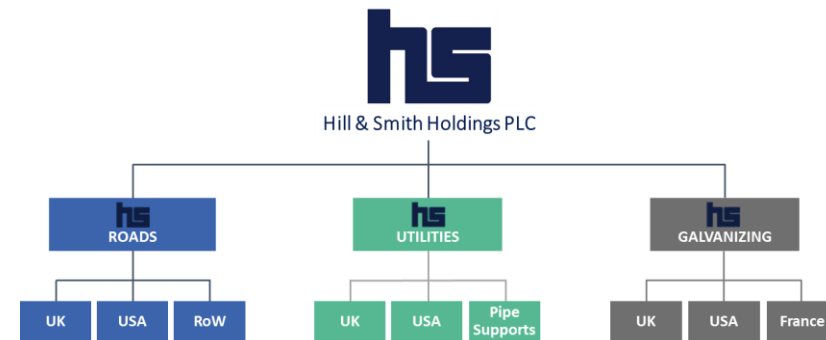 hs
Hill & Smith Holdings PLC
hs
ROADS
hs
UTILITIES
hs
GALVANIZING
UK
USA
RoW
UK
USA
Pipe
Supports
UK
USA
France